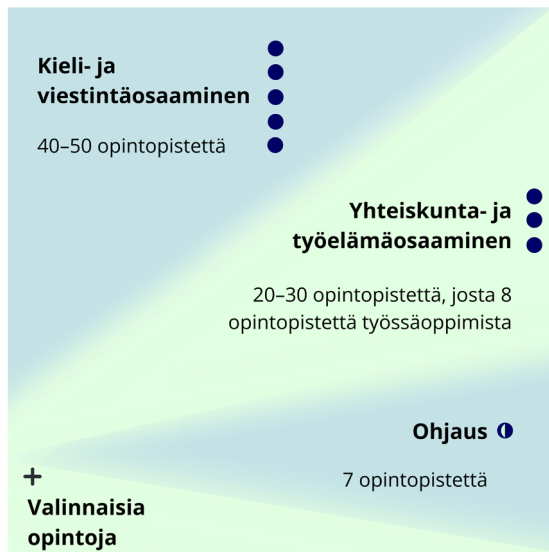 Kieli- ja
viestintäosaaminen
40–50 opintopistettä
Yhteiskunta- ja
työelämäosaaminen
20–30 opintopistettä, josta 8
opintopistettä työssäoppimista
Ohjaus
7 opintopistettä
+
Valinnaisia
opintoja